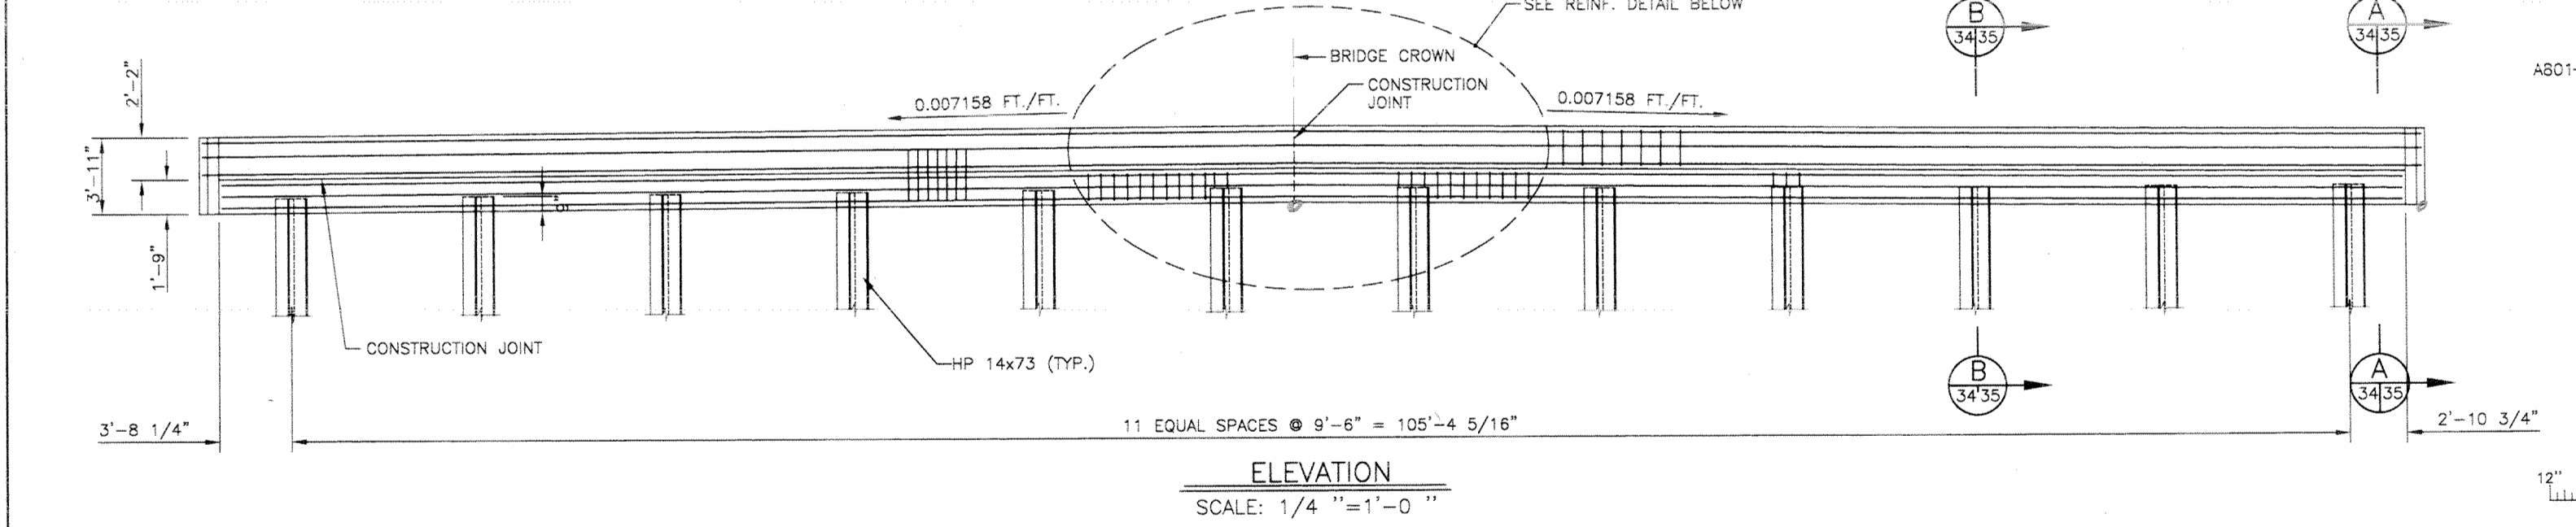 SEE REINF. DETAIL BELOW
B
34 35
A
34 35
BRIDGE CROWN
CONSTRUCTION
JOINT
A801-
2'-2"
0.007158 FT./FT.
0.007158 FT./FT.
3'-11"
1'-9"
CONSTRUCTION JOINT
HP 14x73 (TYP.)
B
34 35
A
34 35
3'-8 1/4"
11 EQUAL SPACES @ 9'-6" = 105'-4 5/16"
2'-10 3/4"
ELEVATION
SCALE: 1/4 "=1'-0 "
12"